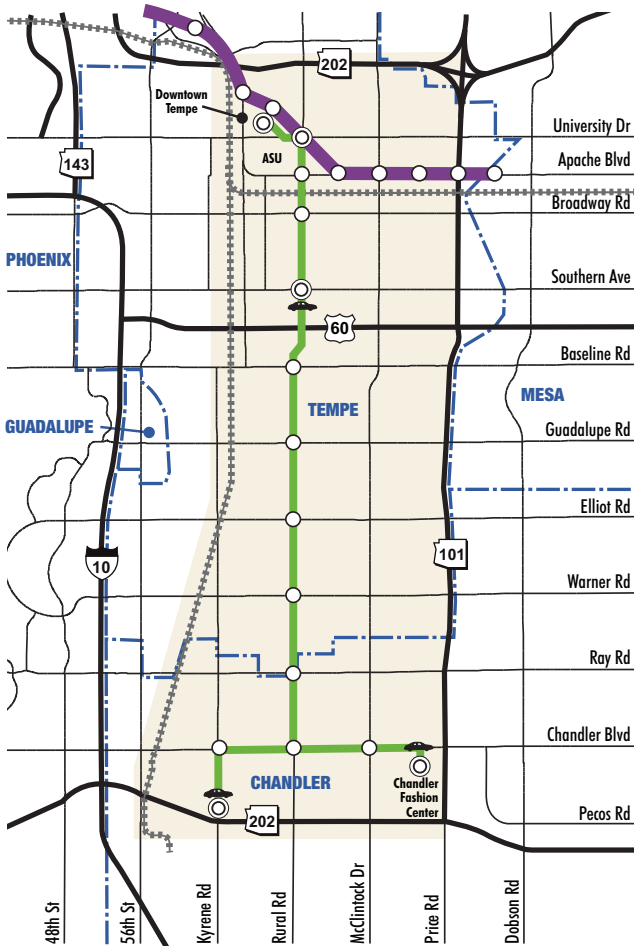 202
Downtown
Tempe
University Dr
ASU
Apache Blvd
143
Broadway Rd
PHOENIX
Southern Ave
60
Baseline Rd
TEMPE
MESA
GUADALUPE
Guadalupe Rd
Elliot Rd
10
101
Warner Rd
Ray Rd
Chandler Blvd
CHANDLER
Chandler
Fashion
Center
202
Pecos Rd
48th St
56th St
Kyrene Rd
Rural Rd
McClintock Dr
Price Rd
Dobson Rd